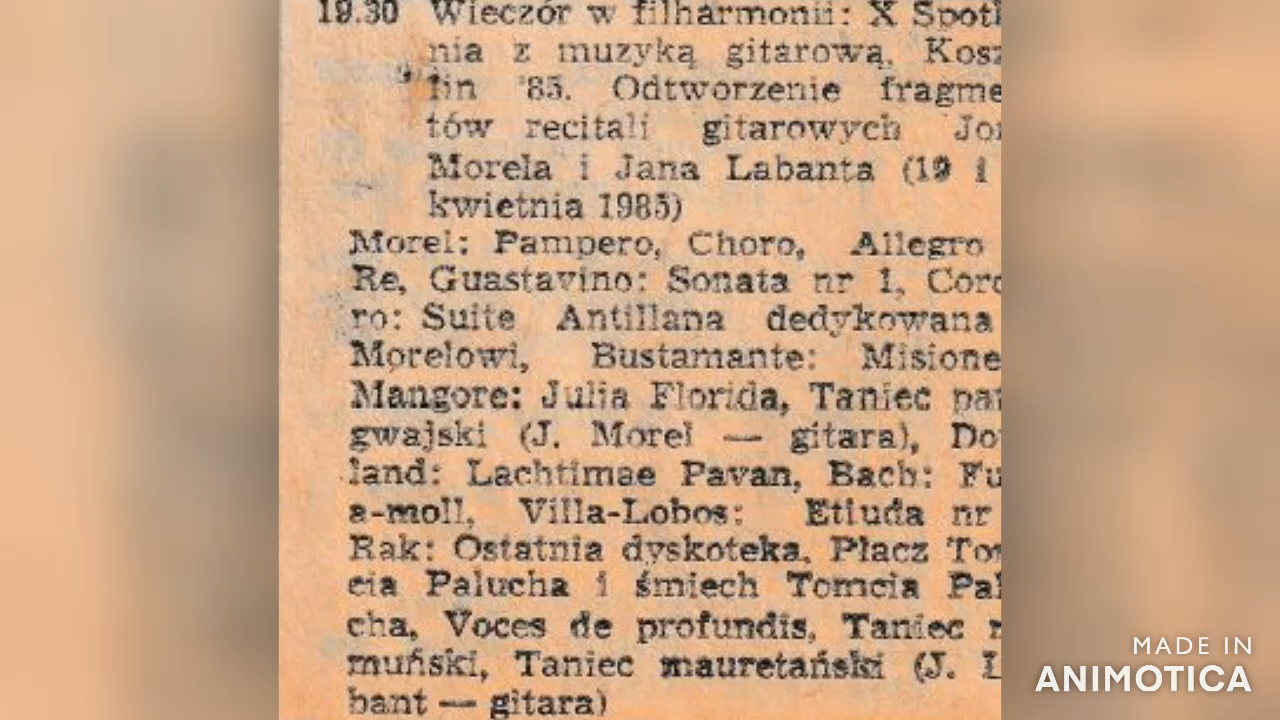 19.30 Wieczór w filharmonii: X Spotk
nia z muzyką gitarową, Kosz
lin '85. Odtworzenie fragme
tów recitali gitarowych Jor
Morela i Jana Labanta (19 i
kwietnia 1985)
Morel: Pampero, Choro, Allegro
Re, Guastavino: Sonata nr 1, Cord
ro: Suite Antillana dedykowana
Morelowi, Bustamante: Misione
Mangore: Julia Florida, Taniec par
gwajski (J. Morel — gitara), Dow
land: Lachtimae Pavan, Bach: Fu
a-moll, Villa-Lobos: Etiuda nr
Rak: Ostatnia dyskoteka, Płacz Tom
cia Palucha i śmiech Tomcia Pal
cha, Voces de profundis, Taniec r
muński, Taniec mauretański (J. L
bant — gitara)
MADE IN
ANIMOTICA